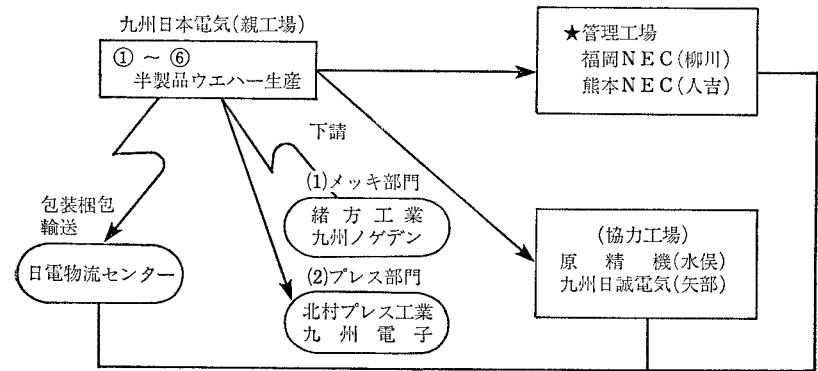 九州日本電気(親工場)
①～⑥
半製品ウエハー生産
★管理工場
福岡NEC(柳川)
熊本NEC(人吉)
下請
(1)メッキ部門
緒方工業
九州ノゲデン
包装梱包
輸送
日電物流センター
(2)プレス部門
北村プレス工業
九州電子
(協力工場)
原精機(水俣)
九州日誠電気(矢部)